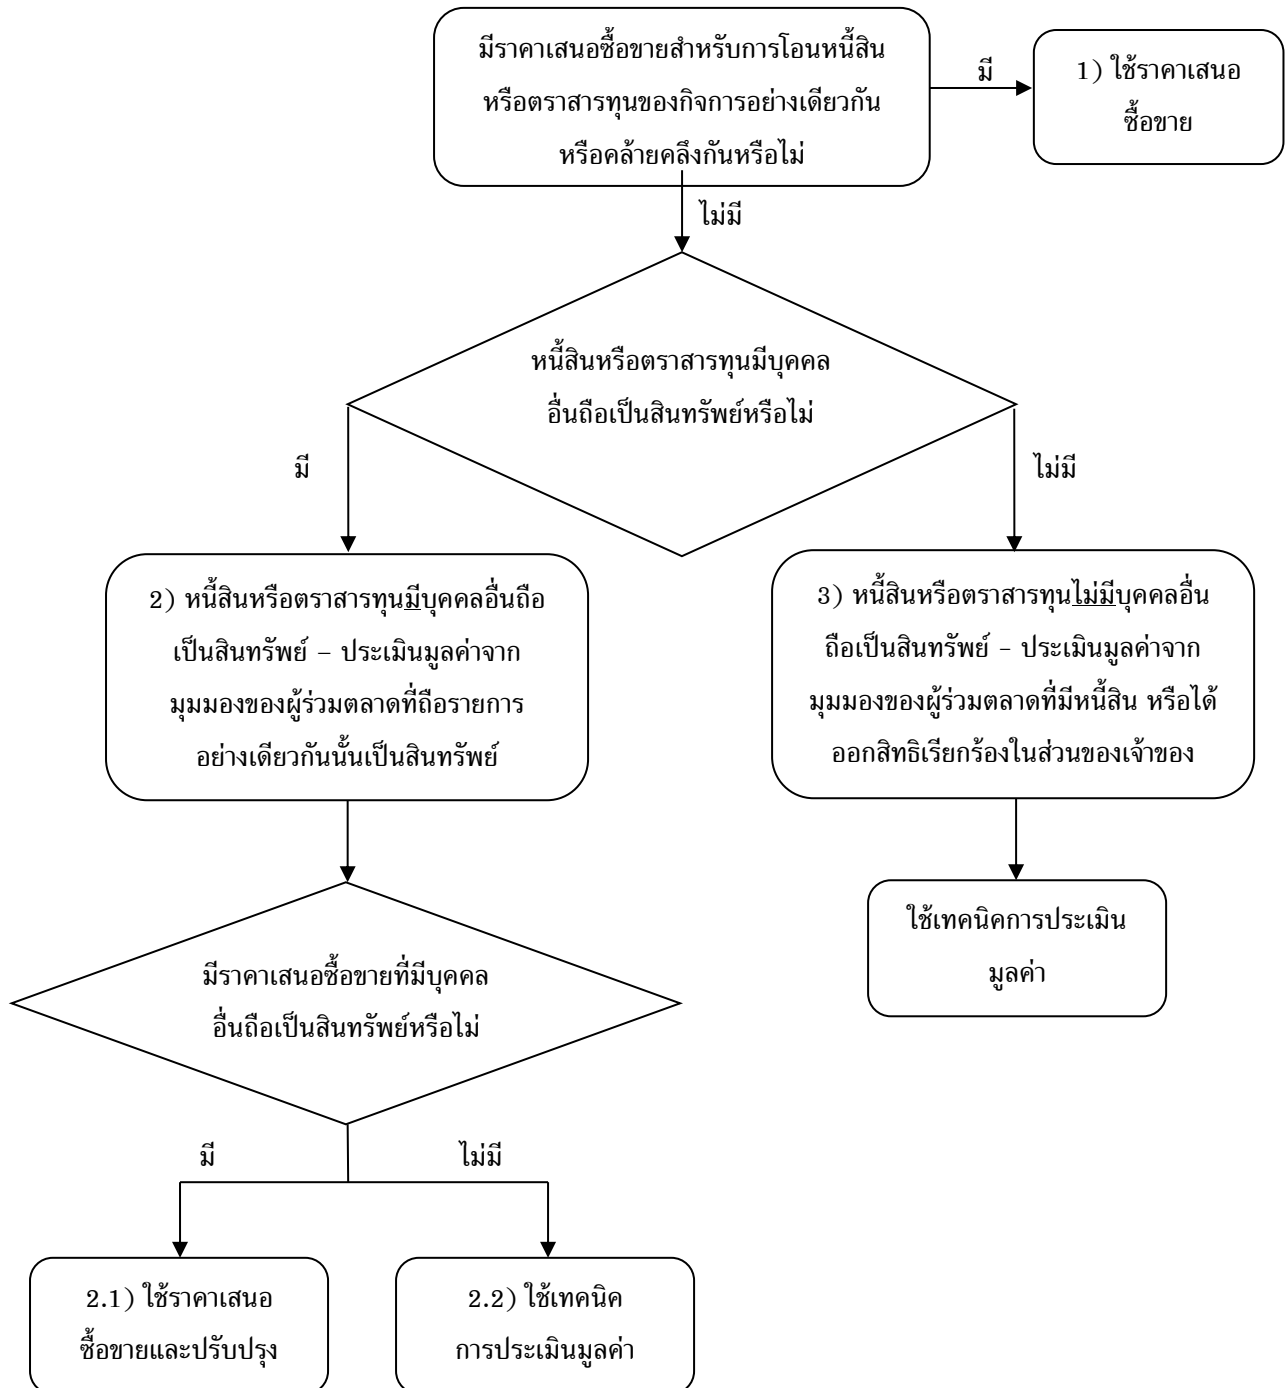 มีราคาเสนอซื้อขายสำหรับการโอนหนี้สิน
หรือตราสารทุนของกิจการอย่างเดียวกัน
หรือคล้ายคลึงกันหรือไม่
มี
1) ใช้ราคาเสนอ
ซื้อขาย
ไม่มี
หนี้สินหรือตราสารทุนมีบุคคล
อื่นถือเป็นสินทรัพย์หรือไม่
มี
ไม่มี
2) หนี้สินหรือตราสารทุนมีบุคคลอื่นถือ
เป็นสินทรัพย์ – ประเมินมูลค่าจาก
มุมมองของผู้ร่วมตลาดที่ถือรายการ
อย่างเดียวกันนั้นเป็นสินทรัพย์
3) หนี้สินหรือตราสารทุนไม่มีบุคคลอื่น
ถือเป็นสินทรัพย์ - ประเมินมูลค่าจาก
มุมมองของผู้ร่วมตลาดที่มีหนี้สิน หรือได้
ออกสิทธิเรียกร้องในส่วนของเจ้าของ
ใช้เทคนิคการประเมิน
มูลค่า
มีราคาเสนอซื้อขายที่มีบุคคล
อื่นถือเป็นสินทรัพย์หรือไม่
มี
ไม่มี
2.1) ใช้ราคาเสนอ
ซื้อขายและปรับปรุง
2.2) ใช้เทคนิค
การประเมินมูลค่า